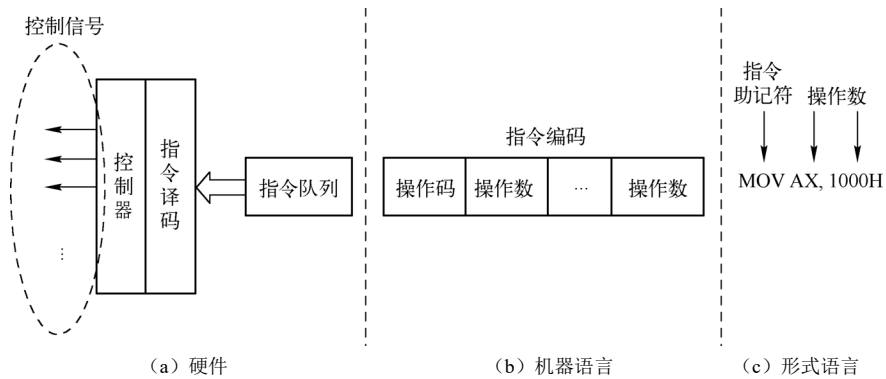 控制信号
控制器
指令译码
指令队列
⋮
(a) 硬件
指令编码
操作码 操作数 … 操作数
(b) 机器语言
指令
助记符 操作数
MOV AX, 1000H
(c) 形式语言